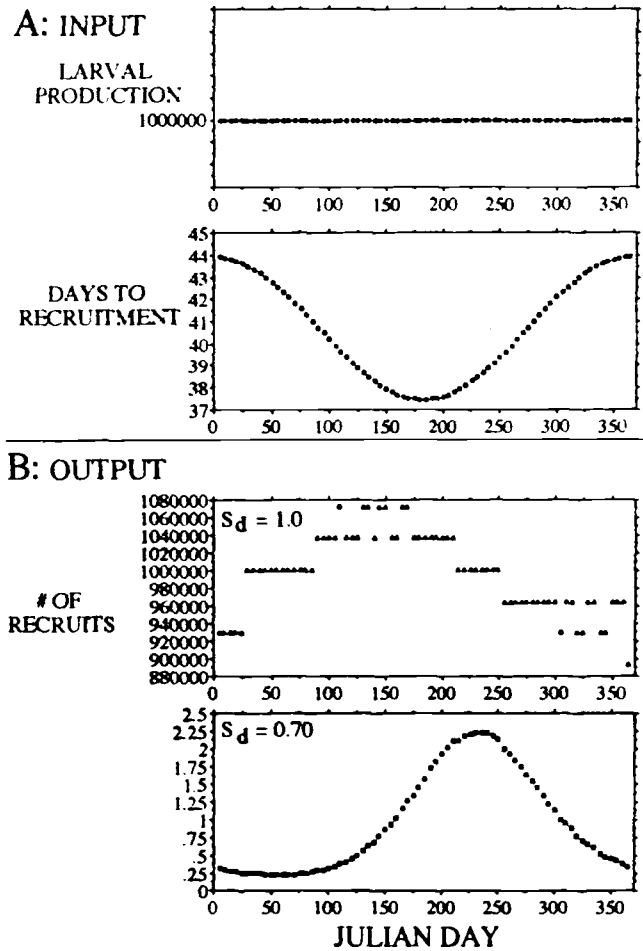 A: INPUT
LARVAL
PRODUCTION
1000000
0 50 100 150 200 250 300 350
45
44
43
42
41
40
39
38
37
DAYS TO
RECRUITMENT
0 50 100 150 200 250 300 350
B: OUTPUT
1080000
1060000
1040000
1020000
1000000
980000
960000
940000
920000
900000
880000
S_d = 1.0
# OF
RECRUITS
0 50 100 150 200 250 300 350
2.5
2.25
2
1.75
1.5
1.25
1
.75
.5
.25
0
S_d = 0.70
0 50 100 150 200 250 300 350
JULIAN DAY